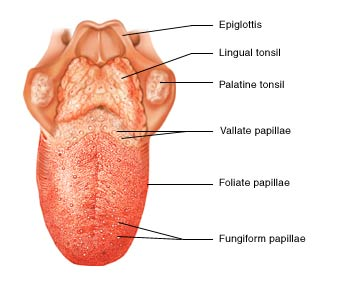 Epiglottis
Lingual tonsil
Palatine tonsil
Vallate papillae
Foliate papillae
Fungiform papillae